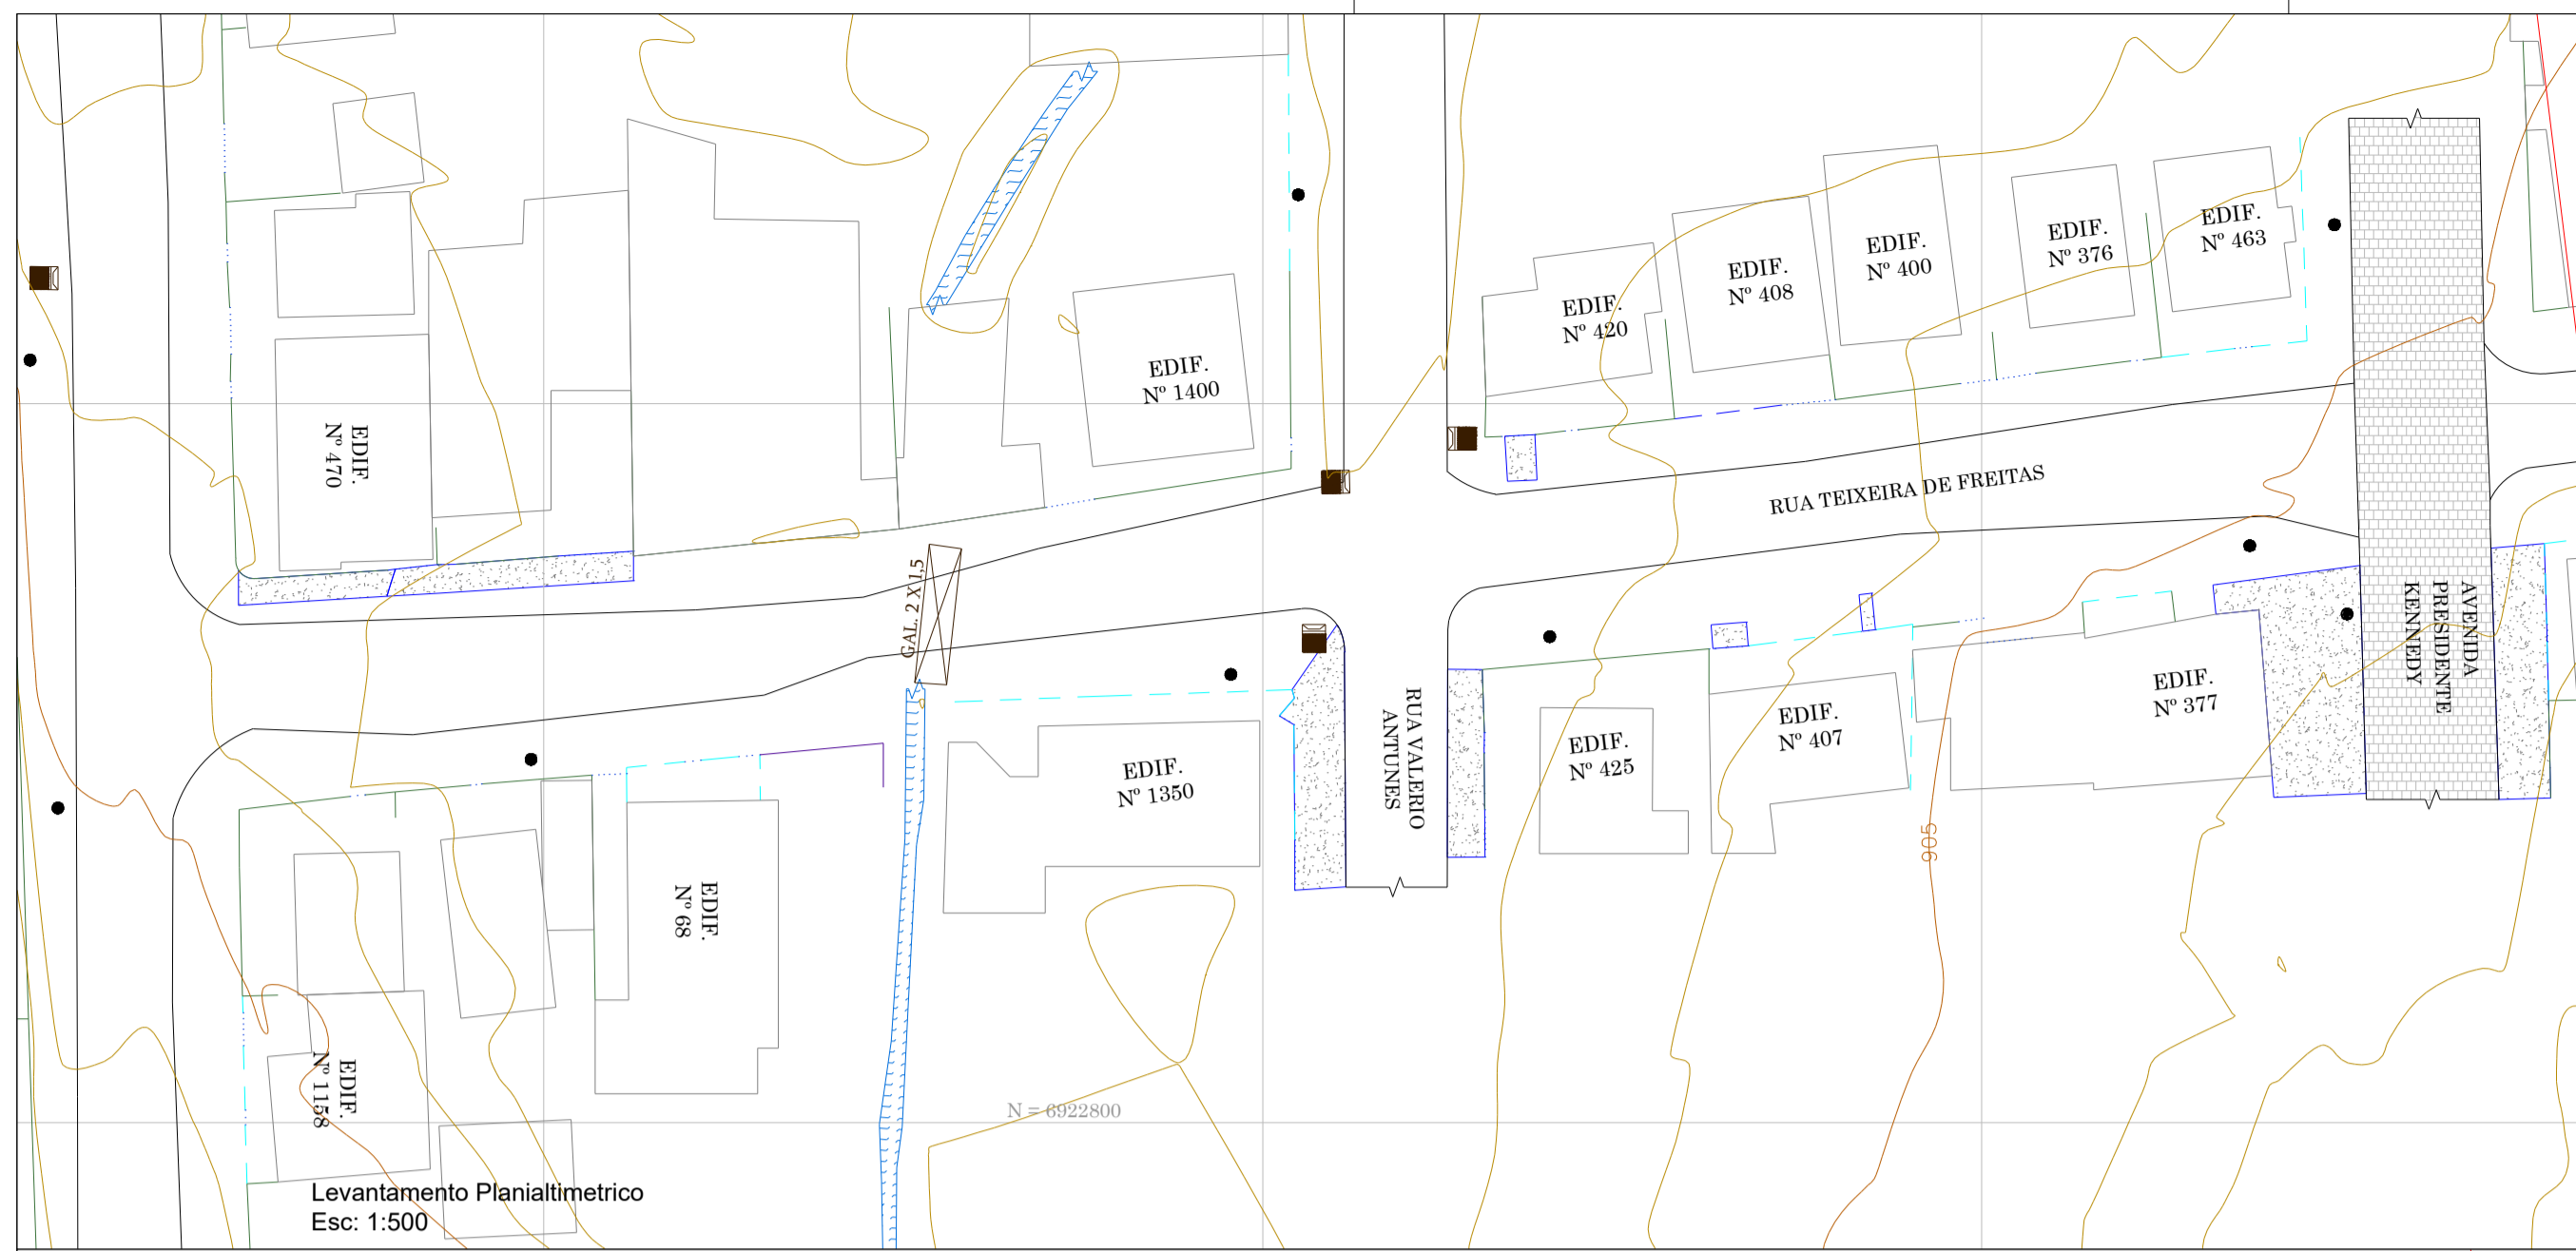 EDIF.
Nº 463
EDIF.
Nº 376
EDIF.
Nº 400
EDIF.
Nº 408
EDIF.
Nº 420
EDIF.
Nº 1400
EDIF.
Nº 470
RUA TEIXEIRA DE FREITAS
GAL. 2 X 1,5
AVENIDA
PRESIDENTE
KENNEDY
RUA VALERIO
ANTUNES
EDIF.
Nº 377
EDIF.
Nº 407
EDIF.
Nº 425
EDIF.
Nº 1350
905
EDIF.
Nº 68
EDIF.
Nº 1158
N = 6922800
Levantamento Planialtimetrico
Esc: 1:500